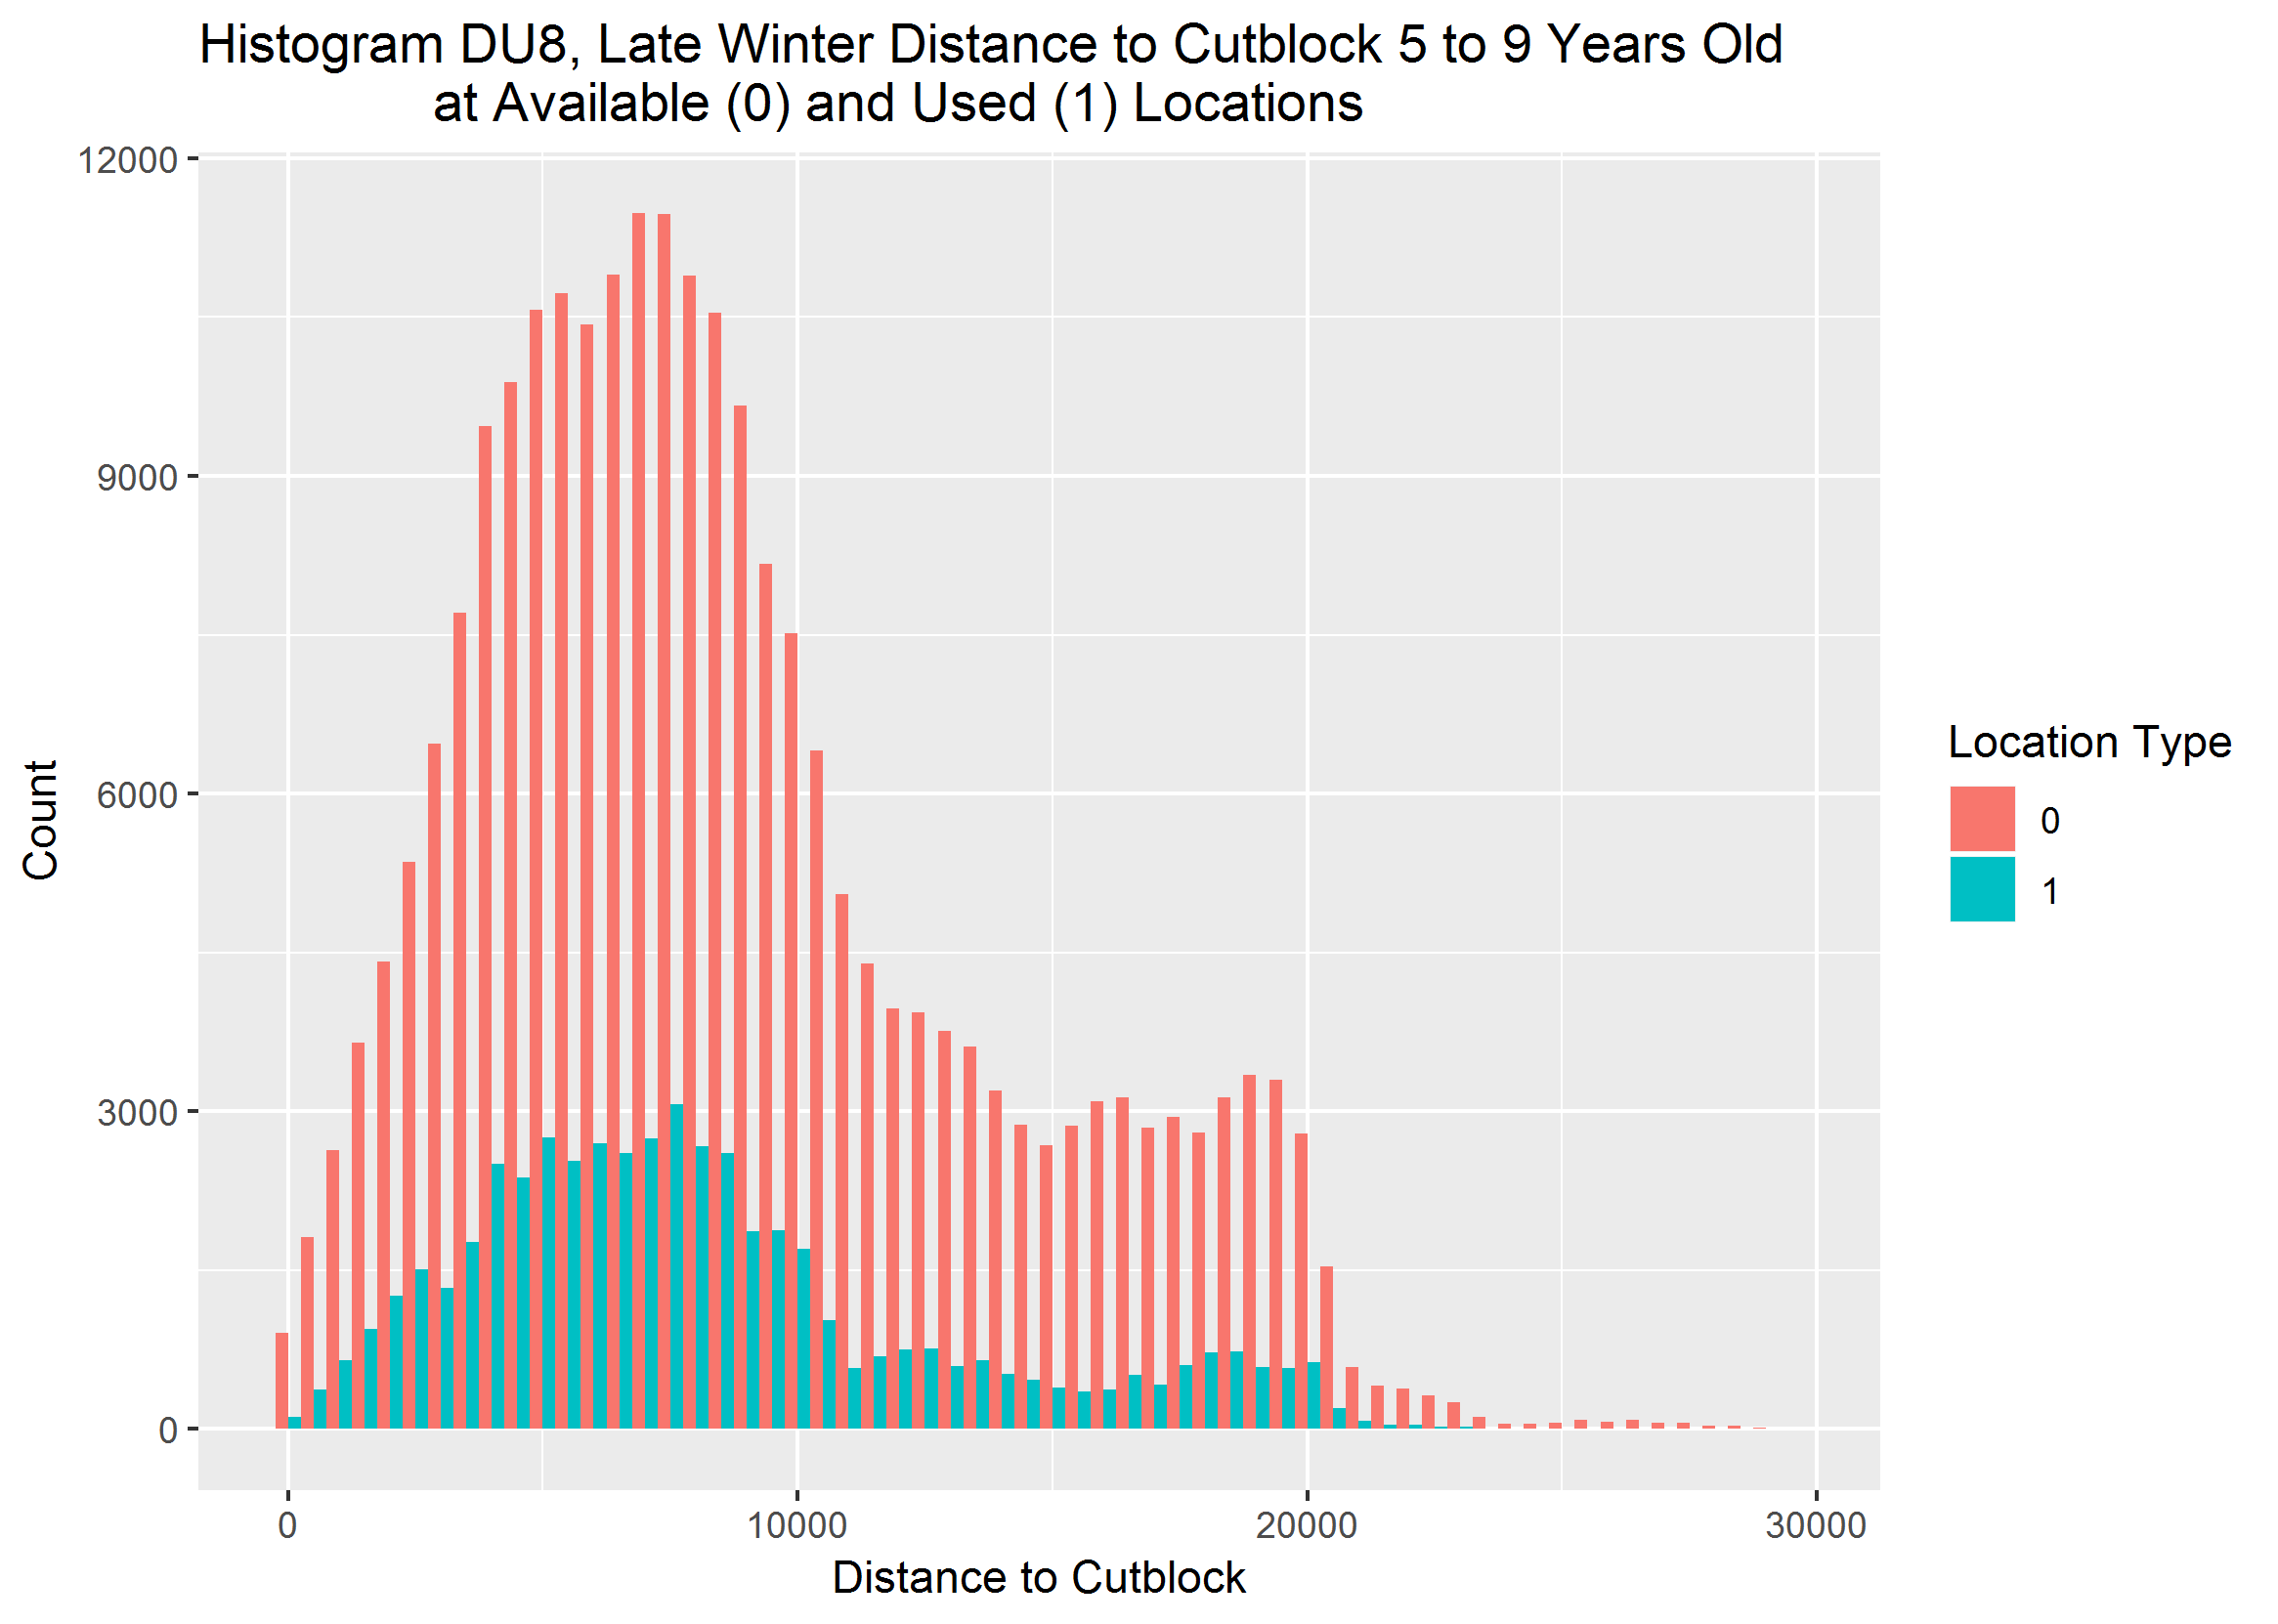 Histogram DU8, Late Winter Distance to Cutblock 5 to 9 Years Old
at Available (0) and Used (1) Locations
12000
9000
6000
3000
0
Count
0
10000
20000
30000
Distance to Cutblock
Location Type
0
1